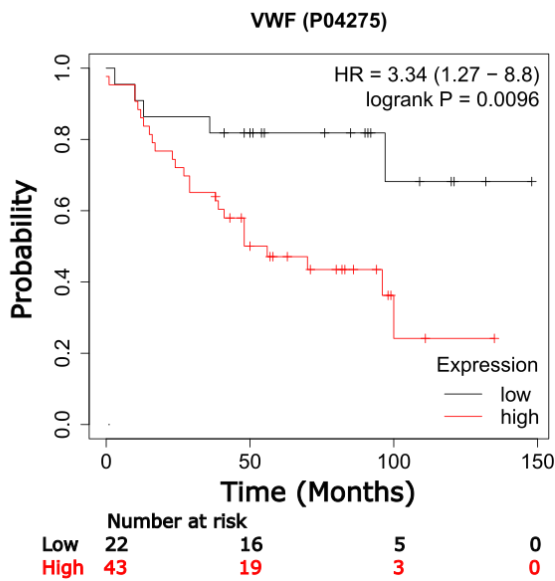 VWF (P04275)
HR = 3.34 (1.27 − 8.8)
logrank P = 0.0096
Probability
1.0
0.8
0.6
0.4
0.2
0.0
Expression
low
high
0 50 100 150
Time (Months)
Number at risk
Low 22 16 5 0
High 43 19 3 0